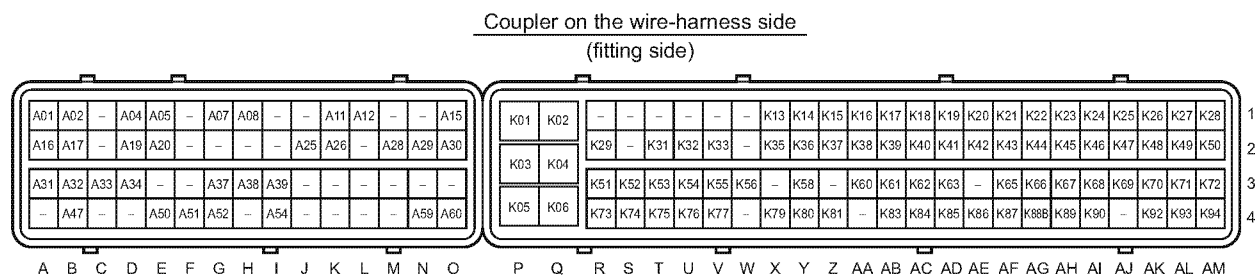 Coupler on the wire-harness side
(fitting side)
A01 A02 – A04 A05 – A07 A08 – – A11 A12 – – A15 K01 K02 – – – – – – K13 K14 K15 K16 K17 K18 K19 K20 K21 K22 K23 K24 K25 K26 K27 K28 1
A16 A17 – A19 A20 – – – – A25 A26 – A28 A29 A30 K03 K04 K29 – K31 K32 K33 – K35 K36 K37 K38 K39 K40 K41 K42 K43 K44 K45 K46 K47 K48 K49 K50 2
A31 A32 A33 A34 – – A37 A38 A39 – – – – – – K51 K52 K53 K54 K55 K56 – K58 – K60 K61 K62 K63 – K65 K66 K67 K68 K69 K70 K71 K72 3
– A47 – – A50 A51 A52 – A54 – – – – A59 A60 K05 K06 K73 K74 K75 K76 K77 – K79 K80 K81 – K83 K84 K85 K86 K87 K88B K89 K90 – K92 K93 K94 4
A B C D E F G H I J K L M N O P Q R S T U V W X Y Z AA AB AC AD AE AF AG AH AI AJ AK AL AM